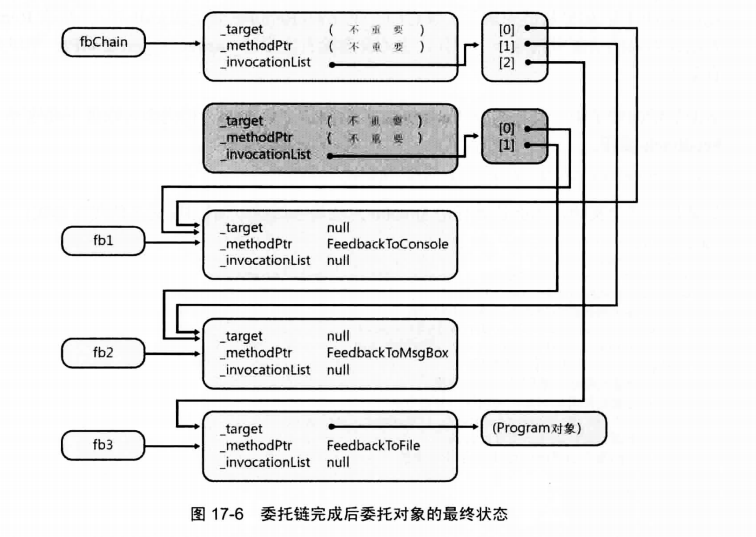 fbChain
_target ( 不 重 要 )
_methodPtr ( 不 重 要 )
_invocationList
[0]
[1]
[2]
_target ( 不 重 要 )
_methodPtr ( 不 重 要 )
_invocationList
[0]
[1]
fb1
_target null
_methodPtr FeedbackToConsole
_invocationList null
fb2
_target null
_methodPtr FeedbackToMsgBox
_invocationList null
fb3
_target
_methodPtr FeedbackToFile
_invocationList null
(Program对象)
图 17-6 委托链完成后委托对象的最终状态